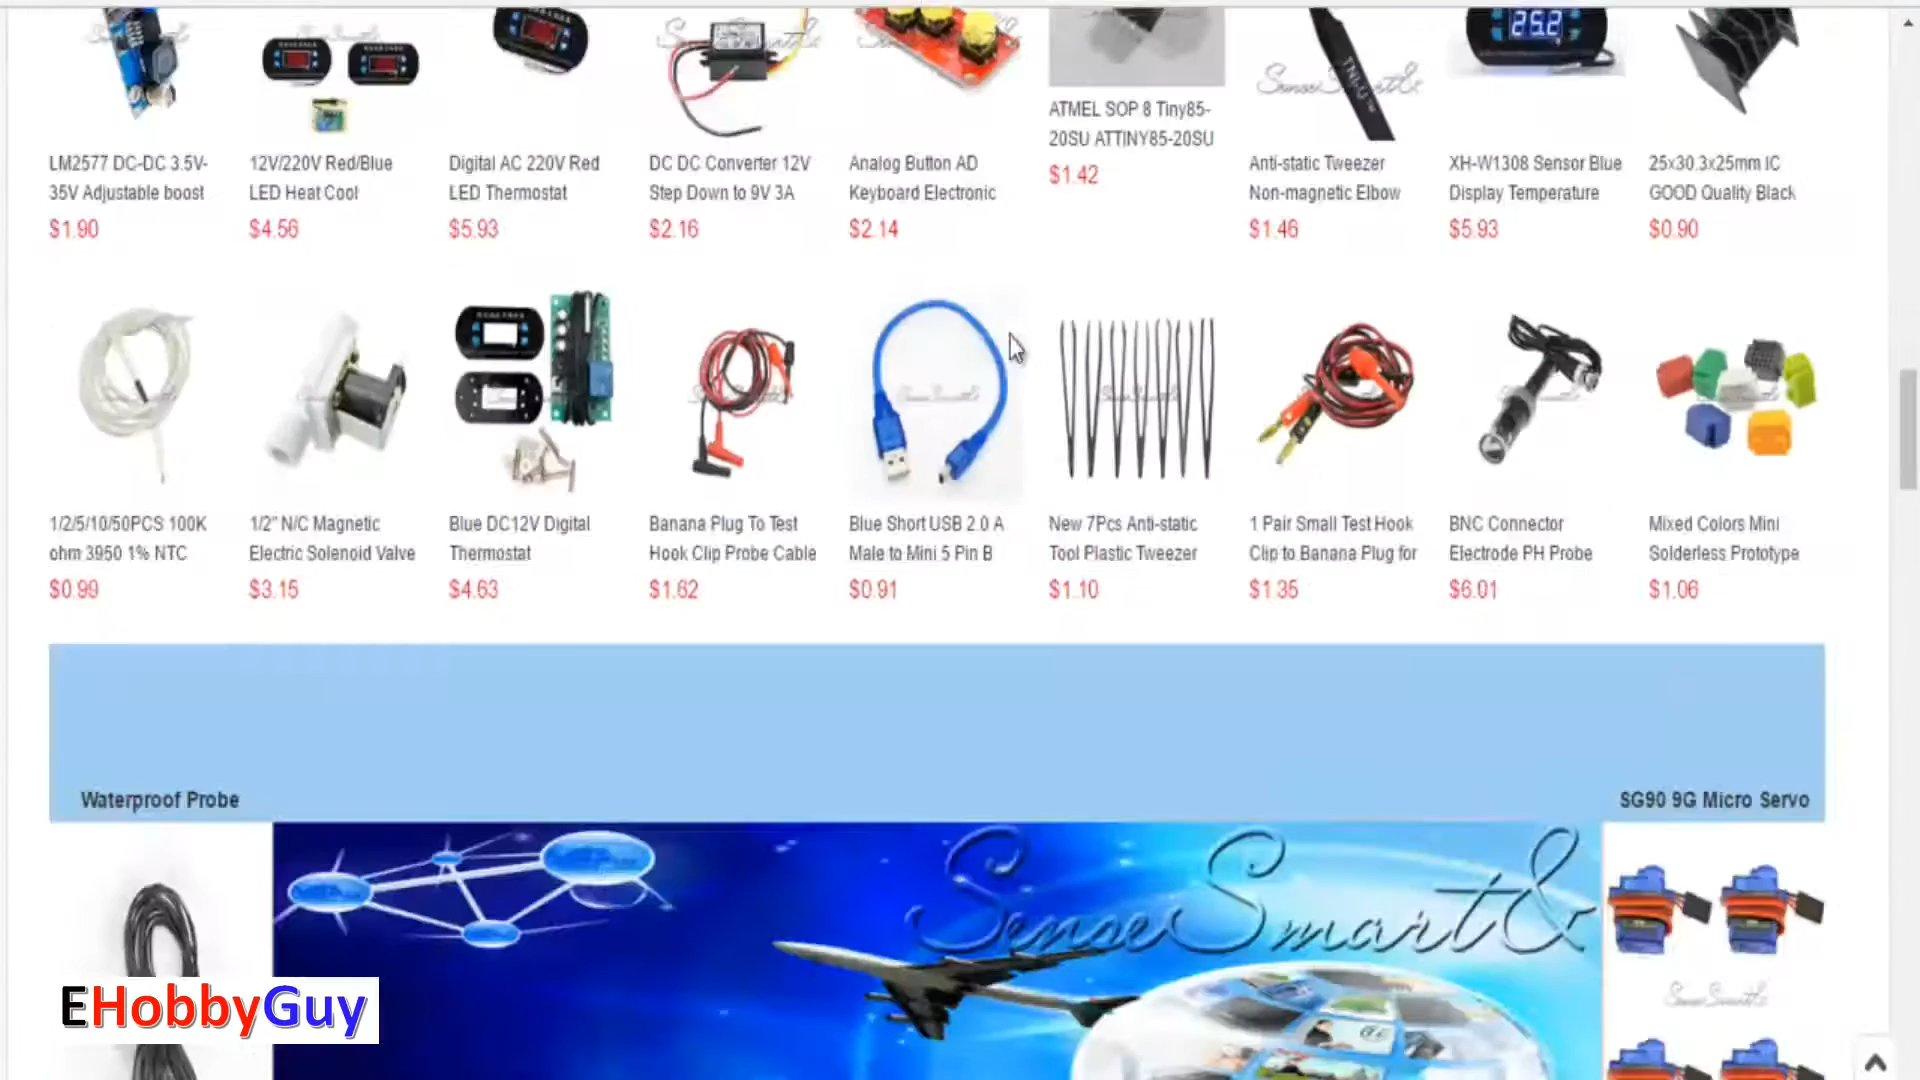 25.2
TNI-U
SenseSmart&
LM2577 DC-DC 3.5V-
35V Adjustable boost
$1.90
12V/220V Red/Blue
LED Heat Cool
$4.56
Digital AC 220V Red
LED Thermostat
$5.93
DC DC Converter 12V
Step Down to 9V 3A
$2.16
Analog Button AD
Keyboard Electronic
$2.14
ATMEL SOP 8 Tiny85-
20SU ATTINY85-20SU
$1.42
Anti-static Tweezer
Non-magnetic Elbow
$1.46
XH-W1308 Sensor Blue
Display Temperature
$5.93
25x30.3x25mm IC
GOOD Quality Black
$0.90
1/2/5/10/50PCS 100K
ohm 3950 1% NTC
$0.99
1/2" N/C Magnetic
Electric Solenoid Valve
$3.15
Blue DC12V Digital
Thermostat
$4.63
Banana Plug To Test
Hook Clip Probe Cable
$1.62
Blue Short USB 2.0 A
Male to Mini 5 Pin B
$0.91
New 7Pcs Anti-static
Tool Plastic Tweezer
$1.10
1 Pair Small Test Hook
Clip to Banana Plug for
$1.35
BNC Connector
Electrode PH Probe
$6.01
Mixed Colors Mini
Solderless Prototype
$1.06
Waterproof Probe
SG90 9G Micro Servo
SenseSmart&
SenseSmart&
EHobbyGuy